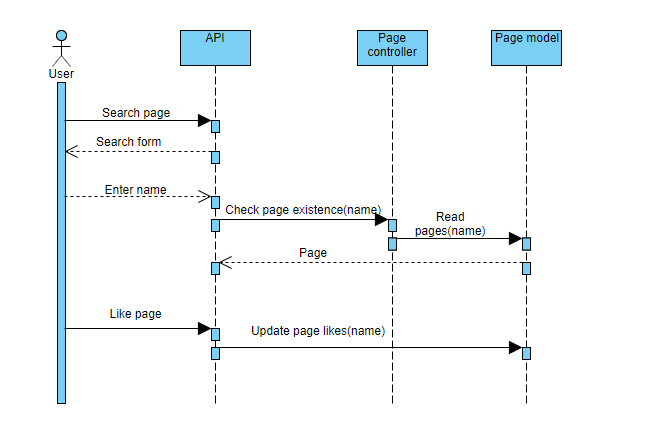 API
Page
controller
Page model
User
Search page
Search form
Enter name
Check page existence(name)
Read
pages(name)
Page
Like page
Update page likes(name)